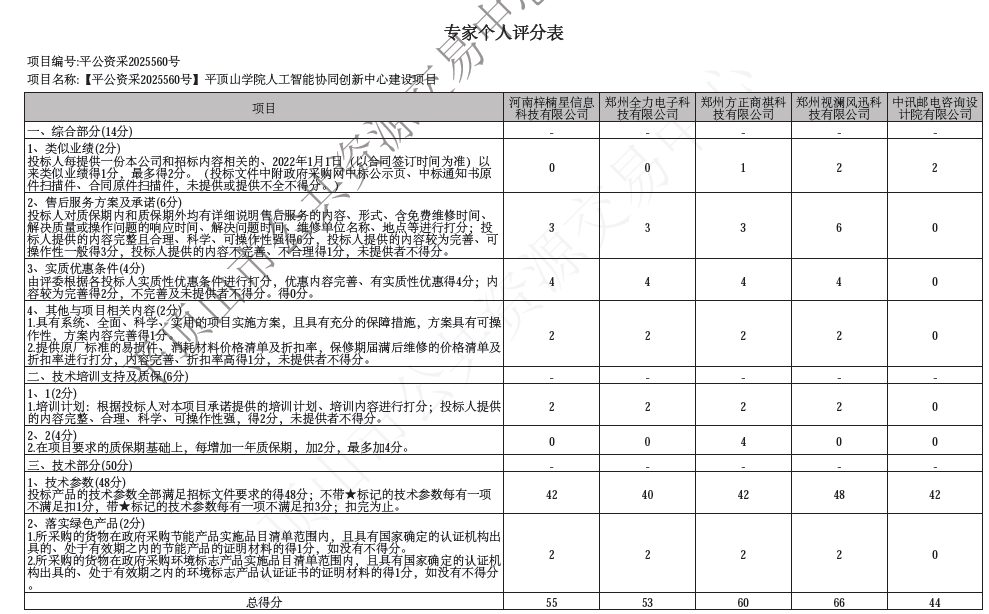 专家个人评分表
项目编号:平公资采2025560号
项目名称:【平公资采2025560号】平顶山学院人工智能协同创新中心建设项目
项目 河南梓楠星信息科技有限公司 郑州全力电子科技有限公司 郑州方正商祺科技有限公司 郑州视澜风迅科技有限公司 中讯邮电咨询设计院有限公司
一、综合部分(14分) - - - - -
1、类似业绩(2分)
投标人每提供一份本公司和招标内容相关的、2022年1月1日（以合同签订时间为准）以
来类似业绩得1分，最多得2分。（投标文件中附政府采购网中标公示页、中标通知书原
件扫描件、合同原件扫描件，未提供或提供不全不得分。）
0 0 1 2 2
2、售后服务方案及承诺(6分)
投标人对质保期内和质保期外均有详细说明售后服务的内容、形式、含免费维修时间、
解决质量或操作问题的响应时间、解决问题时间、维修单位名称、地点等进行打分；投
标人提供的内容完整且合理、科学、可操作性强得6分，投标人提供的内容较为完善、可
操作性一般得3分，投标人提供的内容不完善、不合理得1分，未提供者不得分。
3 3 3 6 0
3、实质优惠条件(4分)
由评委根据各投标人实质性优惠条件进行打分，优惠内容完善、有实质性优惠得4分；内
容较为完善得2分，不完善及未提供者不得分。得0分。
4 4 4 4 0
4、其他与项目相关内容(2分)
1.具有系统、全面、科学、实用的项目实施方案，且具有充分的保障措施，方案具有可操
作性，方案内容完善得1分。
2.提供原厂标准的易损件、消耗材料价格清单及折扣率，保修期届满后维修的价格清单及
折扣率进行打分，内容完善、折扣率高得1分，未提供者不得分。
2 2 2 2 0
二、技术培训支持及质保(6分) - - - - -
1、1(2分)
1.培训计划：根据投标人对本项目承诺提供的培训计划、培训内容进行打分；投标人提供
的内容完整、合理、科学、可操作性强，得2分，未提供者不得分。
2 2 2 2 0
2、2(4分)
2.在项目要求的质保期基础上，每增加一年质保期，加2分，最多加4分。
0 0 4 0 0
三、技术部分(50分) - - - - -
1、技术参数(48分)
投标产品的技术参数全部满足招标文件要求的得48分；不带★标记的技术参数每有一项
不满足扣1分，带★标记的技术参数每有一项不满足扣3分；扣完为止。
42 40 42 48 42
2、落实绿色产品(2分)
1.所采购的货物在政府采购节能产品实施品目清单范围内，且具有国家确定的认证机构出
具的、处于有效期之内的节能产品的证明材料的得1分，如没有不得分。
2.所采购的货物在政府采购环境标志产品实施品目清单范围内，且具有国家确定的认证机
构出具的、处于有效期之内的环境标志产品认证证书的证明材料的得1分，如没有不得分
。
2 2 2 2 0
总得分 55 53 60 66 44